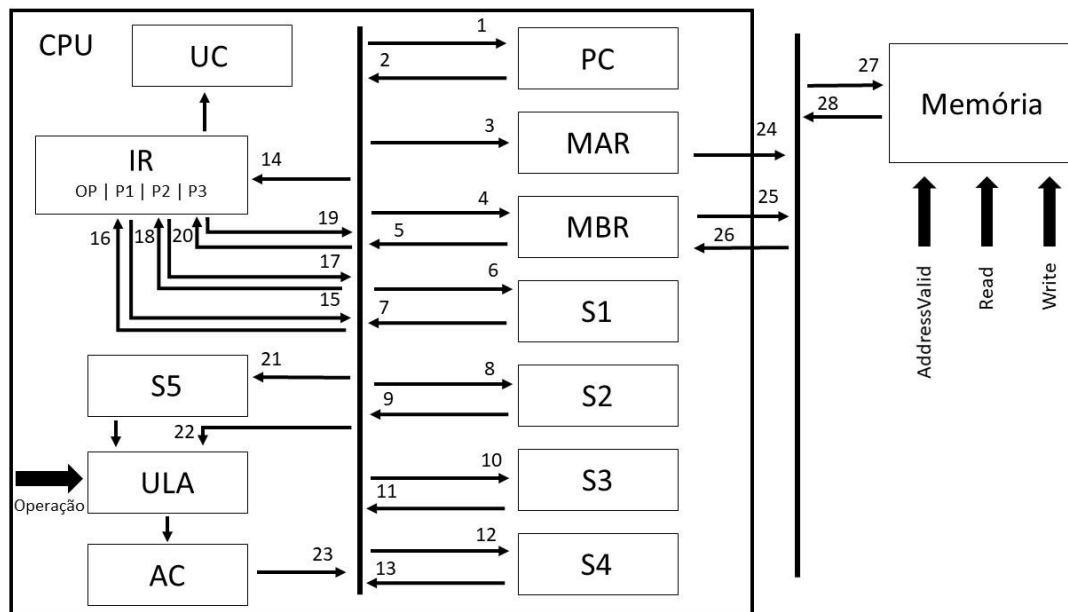 CPU
UC
1
PC
2
27
28
Memória
3
MAR
24
IR
OP | P1 | P2 | P3
14
4
MBR
25
5
26
19
16
18
20
17
6
S1
7
15
AddressValid
Read
Write
S5
21
8
S2
9
22
ULA
Operação
10
S3
11
AC
23
12
S4
13